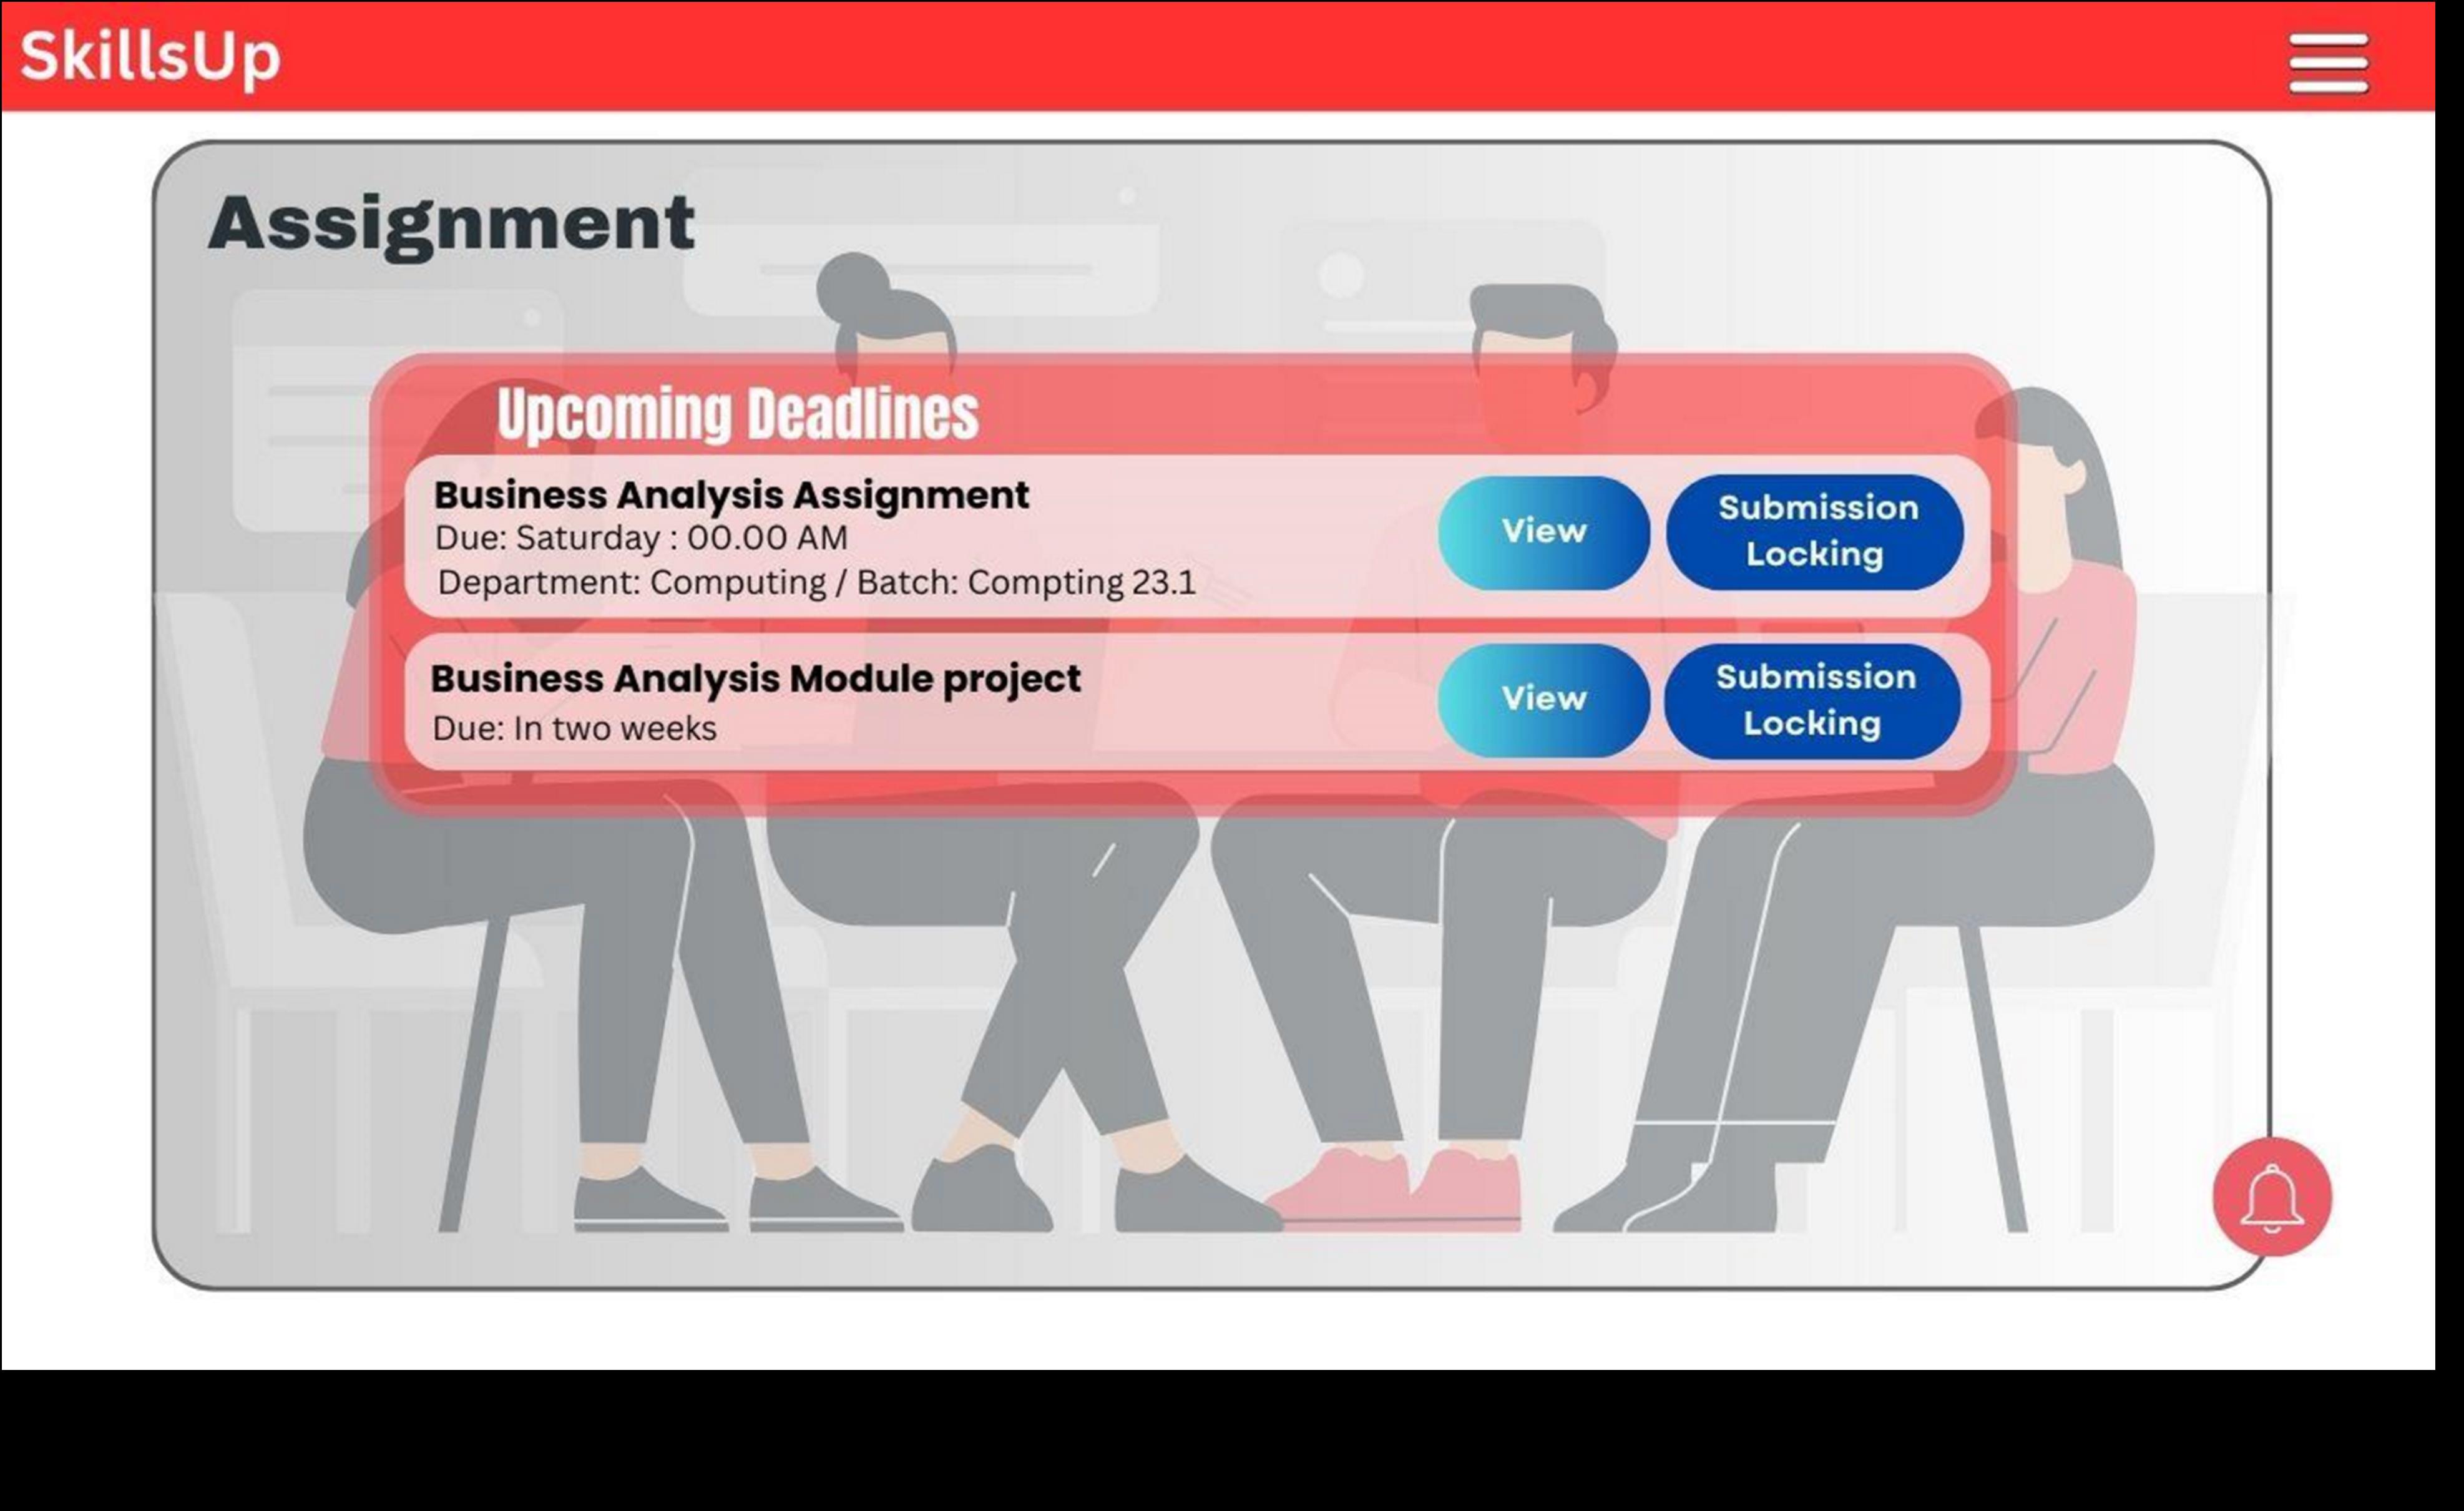 SkillsUp
Assignment
Upcoming Deadlines
Business Analysis Assignment
Due: Saturday : 00.00 AM
Department: Computing / Batch: Compting 23.1
View
Submission
Locking
Business Analysis Module project
Due: In two weeks
View
Submission
Locking